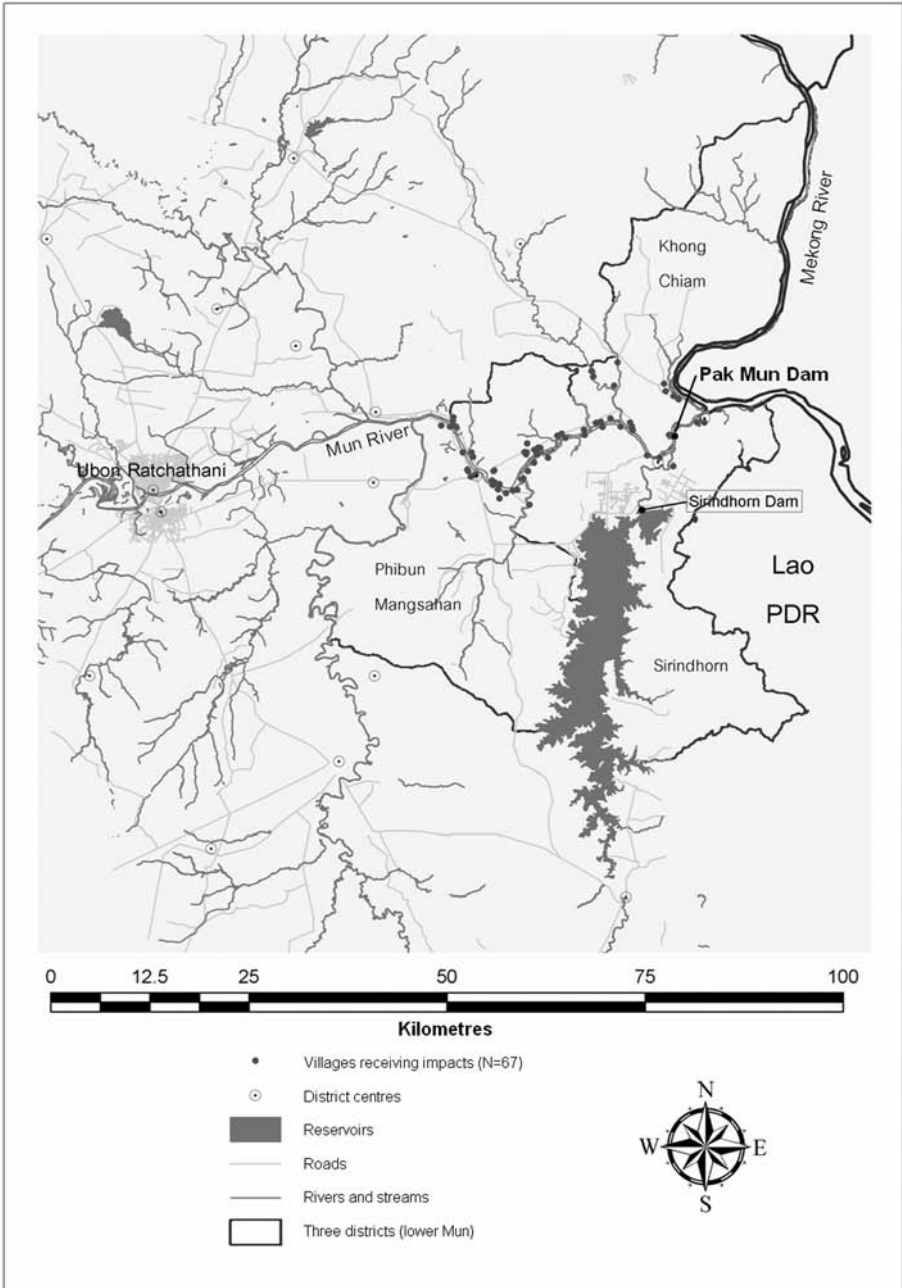 Mekong River
Khong
Chiam
Pak Mun Dam
Mun River
Ubon Ratchathani
Sirindhorn Dam
Phibun
Mangsahan
Lao
PDR
Sirindhorn
0 12.5 25 50 75 100
Kilometres
Villages receiving impacts (N=67)
District centres
Reservoirs
Roads
Rivers and streams
Three districts (lower Mun)
N
W E
S